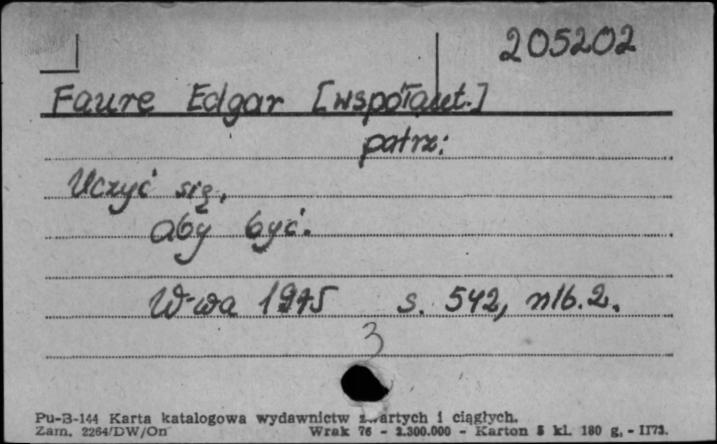 205202
Faure Edgar [współaut.]
patrz:
Uczyć się,
aby być.
W-wa 1975 s. 542, nlb. 2.
3
Pu-B-144 Karta katalogowa wydawnictw zwartych i ciągłych.
Zam. 2264/DW/On Wrak 76 - 2.300.000 - Karton 5 kl. 180 g. - II73.